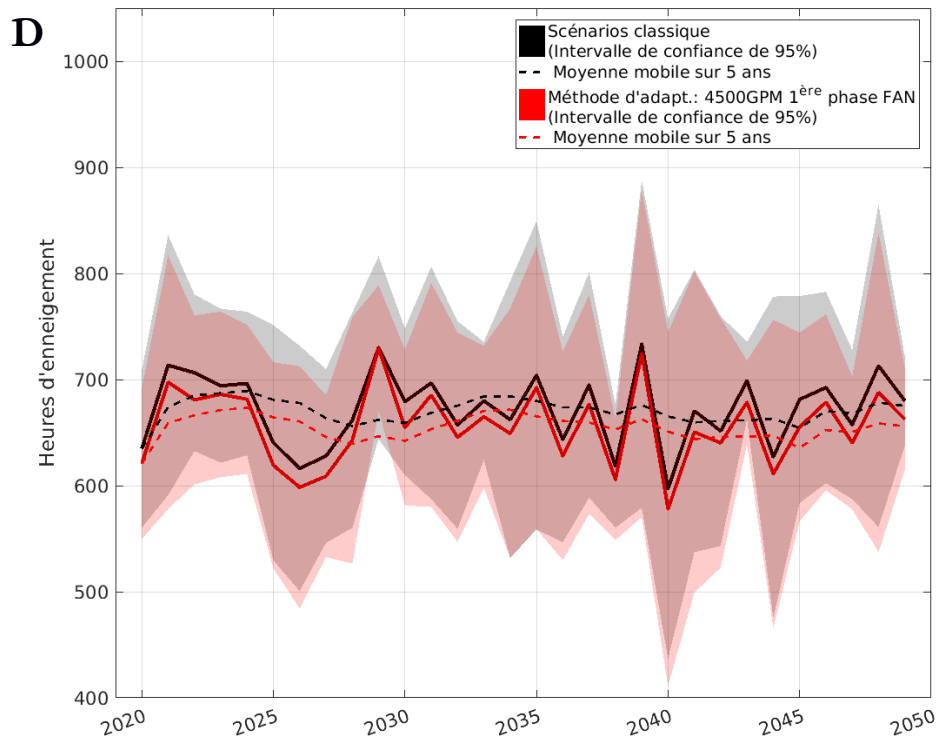 D
Scénarios classique
(Intervalle de confiance de 95%)
Moyenne mobile sur 5 ans
Méthode d'adapt.: 4500GPM 1ère phase FAN
(Intervalle de confiance de 95%)
Moyenne mobile sur 5 ans
Heures d'enneigement
1000
900
800
700
600
500
400
2020
2025
2030
2035
2040
2045
2050